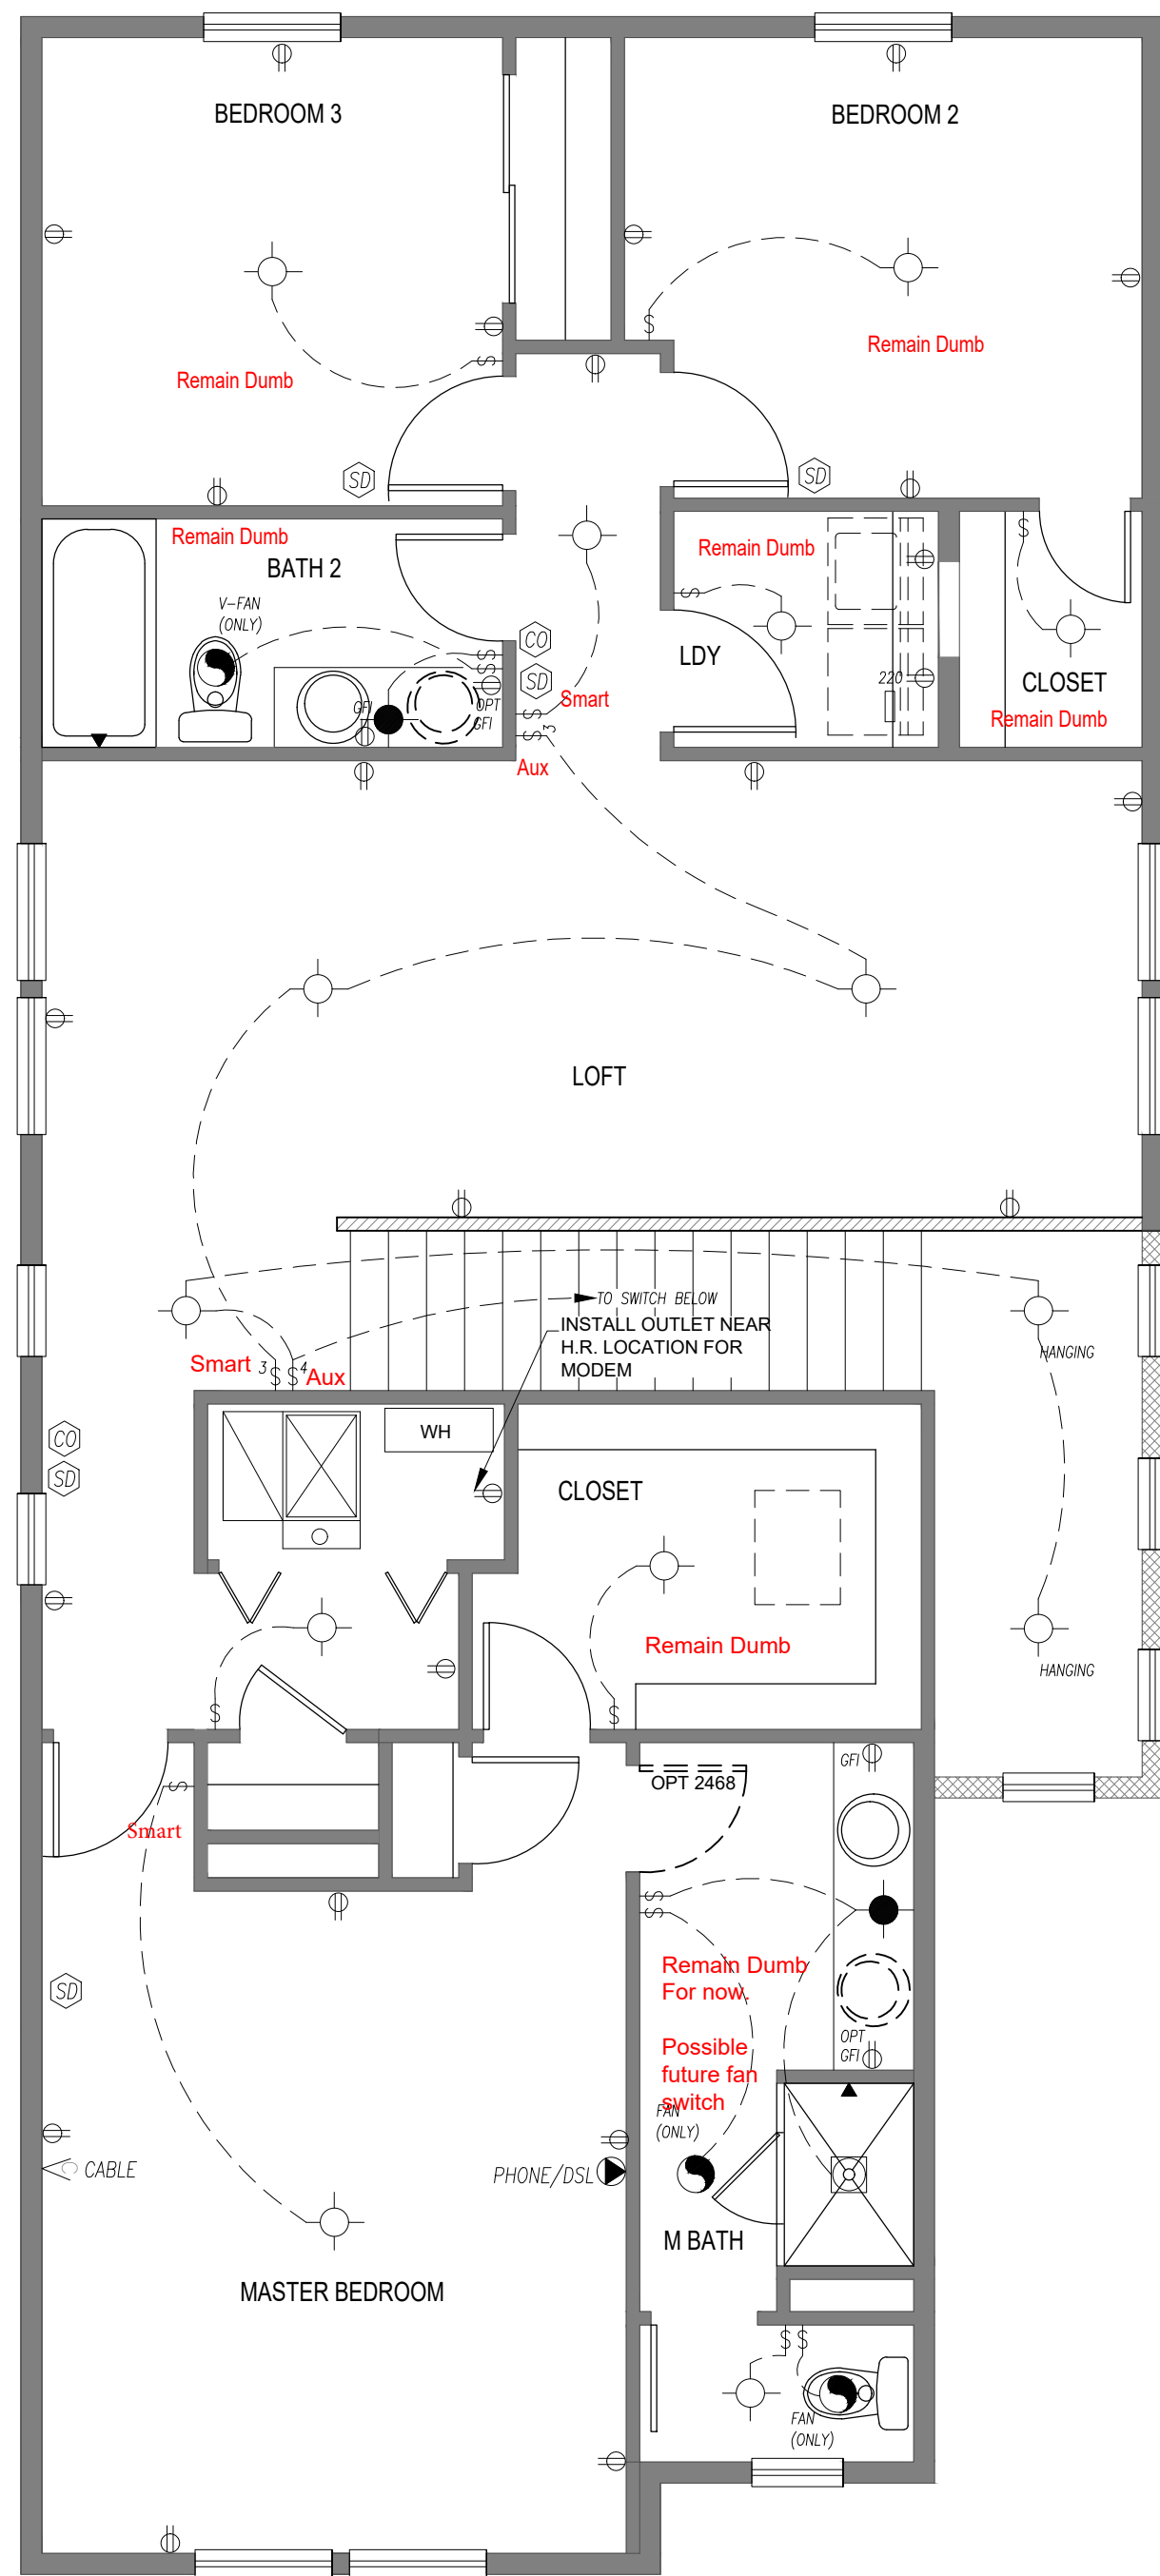 BEDROOM 3
BEDROOM 2
S
Remain Dumb
S
Remain Dumb
SD
SD
Remain Dumb
BATH 2
V-FAN
(ONLY)
S
S
GFI
OPT
GFI
CO
SD
Smart
S
S 3
Aux
Remain Dumb
S
LDY
220
S
CLOSET
Remain Dumb
LOFT
TO SWITCH BELOW
INSTALL OUTLET NEAR
H.R. LOCATION FOR
MODEM
Smart
3 S S 4
Aux
HANGING
CO
SD
WH
CLOSET
Remain Dumb
HANGING
S
S
S
Smart
OPT 2468
GFI
S
S
SD
Remain Dumb
For now.
Possible
future fan
switch
OPT
GFI
FAN
(ONLY)
CABLE
PHONE/DSL
M BATH
MASTER BEDROOM
S S
FAN
(ONLY)